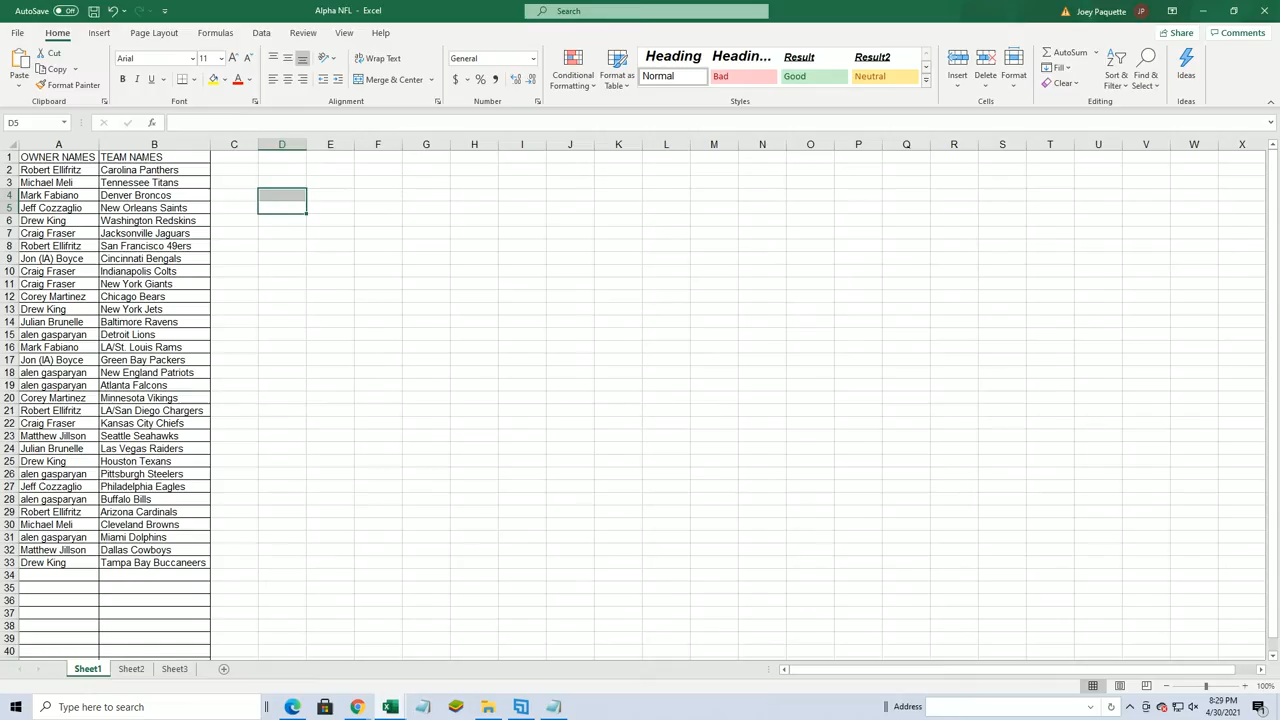 AutoSave Off
Alpha NFL - Excel
Search
Joey Paquette JP
File Home Insert Page Layout Formulas Data Review View Help
Share Comments
Paste
Cut
Copy
Format Painter
Clipboard
Arial 11
B I U
Font
Wrap Text
Merge & Center
Alignment
General
$ % ,
Number
Conditional Formatting
Format as Table
Heading Headin... Result Result2
Normal Bad Good Neutral
Styles
Insert Delete Format
Cells
AutoSum
Fill
Clear
Sort & Filter
Find & Select
Editing
Ideas
Ideas
D5
fx
A B C D E F G H I J K L M N O P Q R S T U V W X
1 OWNER NAMES TEAM NAMES
2 Robert Ellifritz Carolina Panthers
3 Michael Meli Tennessee Titans
4 Mark Fabiano Denver Broncos
5 Jeff Cozzaglio New Orleans Saints
6 Drew King Washington Redskins
7 Craig Fraser Jacksonville Jaguars
8 Robert Ellifritz San Francisco 49ers
9 Jon (IA) Boyce Cincinnati Bengals
10 Craig Fraser Indianapolis Colts
11 Craig Fraser New York Giants
12 Corey Martinez Chicago Bears
13 Drew King New York Jets
14 Julian Brunelle Baltimore Ravens
15 alen gasparyan Detroit Lions
16 Mark Fabiano LA/St. Louis Rams
17 Jon (IA) Boyce Green Bay Packers
18 alen gasparyan New England Patriots
19 alen gasparyan Atlanta Falcons
20 Corey Martinez Minnesota Vikings
21 Robert Ellifritz LA/San Diego Chargers
22 Craig Fraser Kansas City Chiefs
23 Matthew Jillson Seattle Seahawks
24 Julian Brunelle Las Vegas Raiders
25 Drew King Houston Texans
26 alen gasparyan Pittsburgh Steelers
27 Jeff Cozzaglio Philadelphia Eagles
28 alen gasparyan Buffalo Bills
29 Robert Ellifritz Arizona Cardinals
30 Michael Meli Cleveland Browns
31 alen gasparyan Miami Dolphins
32 Matthew Jillson Dallas Cowboys
33 Drew King Tampa Bay Buccaneers
34
35
36
37
38
39
40
Sheet1 Sheet2 Sheet3
100%
Type here to search
Address
8:29 PM
4/30/2021